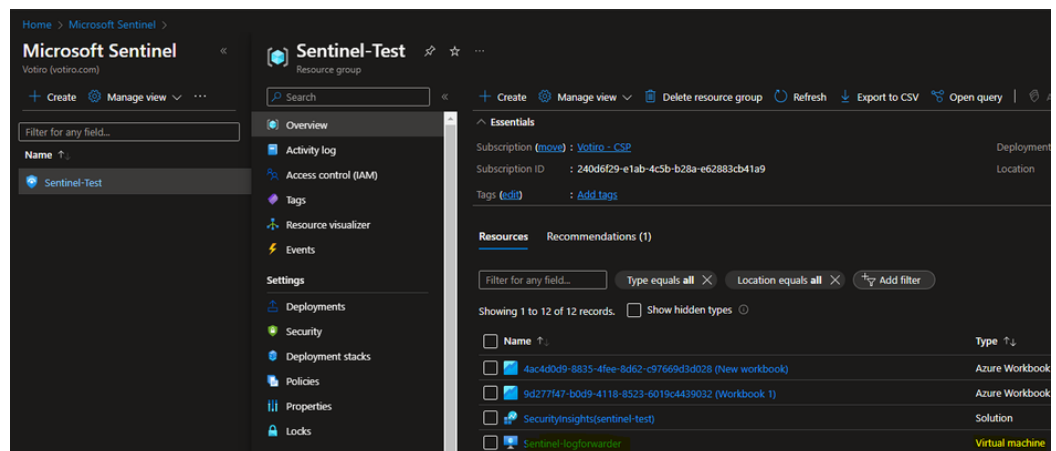 Home > Microsoft Sentinel >
Microsoft Sentinel «
Votiro (votiro.com)
+ Create Manage view ...
Filter for any field...
Name ↑↓
Sentinel-Test
Sentinel-Test ...
Resource group
Search «
Overview
Activity log
Access control (IAM)
Tags
Resource visualizer
Events
Settings
Deployments
Security
Deployment stacks
Policies
Properties
Locks
+ Create Manage view Delete resource group Refresh Export to CSV Open query | A
Essentials
Subscription (move) : Votiro - CSP Deployment
Subscription ID : 240d6f29-e1ab-4c5b-b28a-e62883cb41a9 Location
Tags (edit) : Add tags
Resources Recommendations (1)
Filter for any field... Type equals all X Location equals all X Add filter
Showing 1 to 12 of 12 records. Show hidden types
Name ↑↓ Type ↑↓
4ac4d0d9-8835-4fee-8d62-c97669d3d028 (New workbook) Azure Workbook
9d277f47-b0d9-4118-8523-6019c4439032 (Workbook 1) Azure Workbook
SecurityInsights(sentinel-test) Solution
Sentinel-logforwarder Virtual machine